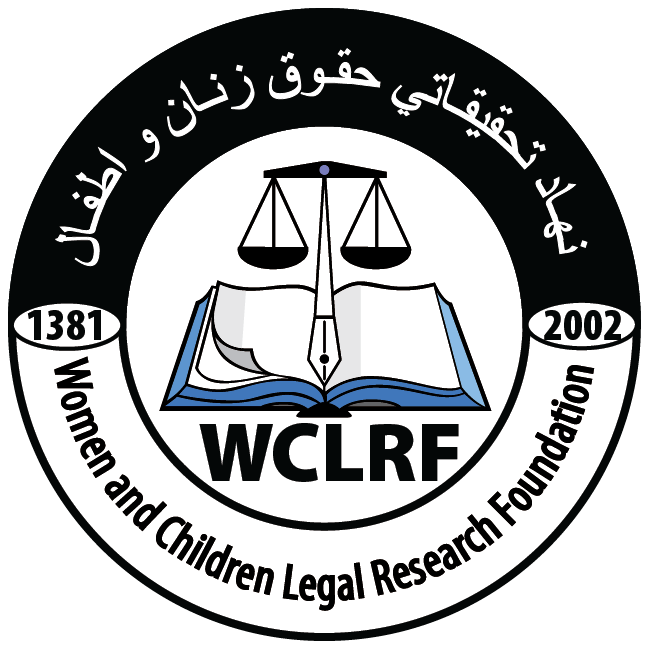 نهاد تحقیقاتي حقوق زنان و اطفال
1381
2002
WCLRF
Women and Children Legal Research Foundation